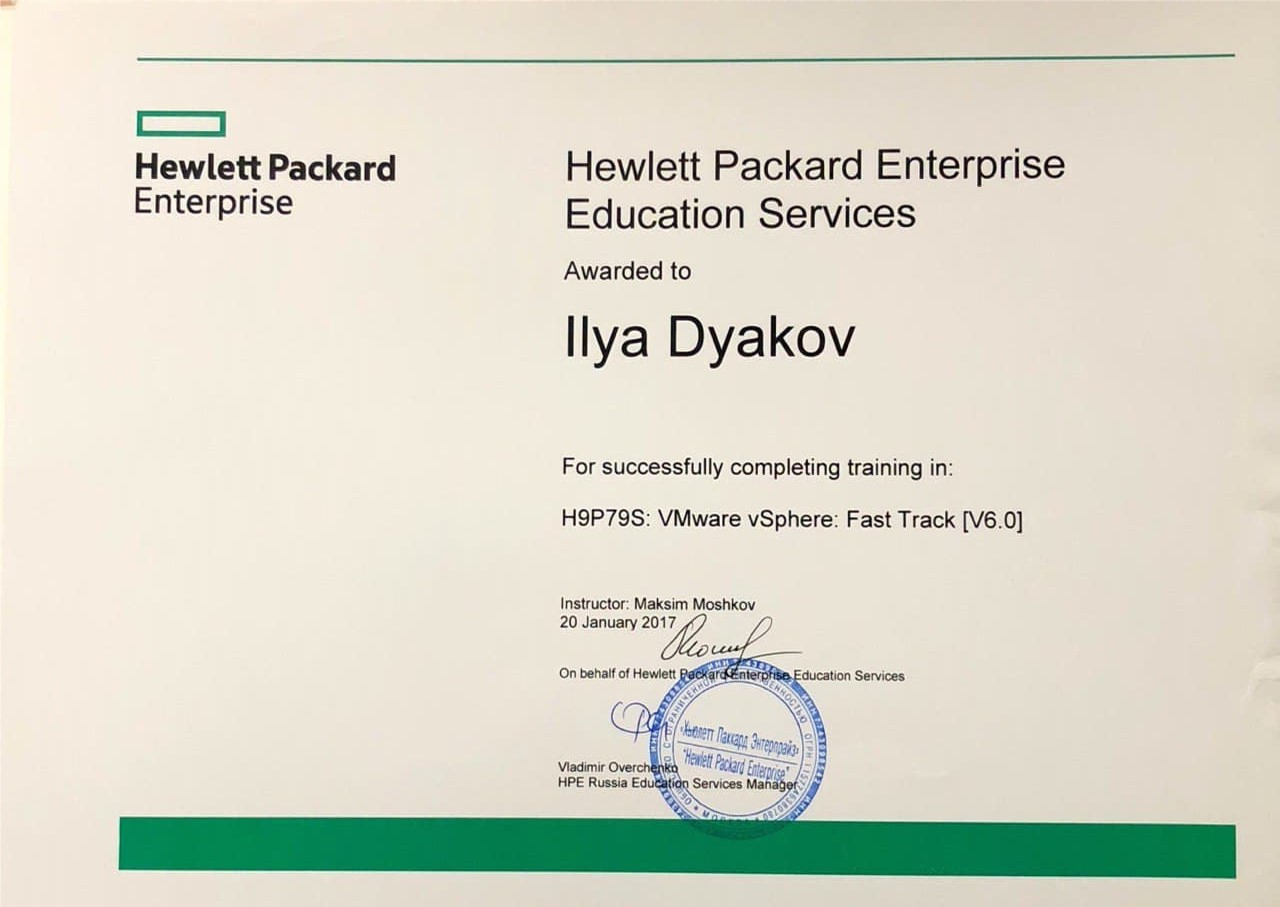 Hewlett Packard
Enterprise
Hewlett Packard Enterprise
Education Services
Awarded to
Ilya Dyakov
For successfully completing training in:
H9P79S: VMware vSphere: Fast Track [V6.0]
Instructor: Maksim Moshkov
20 January 2017
On behalf of Hewlett Packard Enterprise Education Services
«Хьюлетт Паккард Энтерпрайз»
"Hewlett Packard Enterprise"
Vladimir Overchenko
HPE Russia Education Services Manager